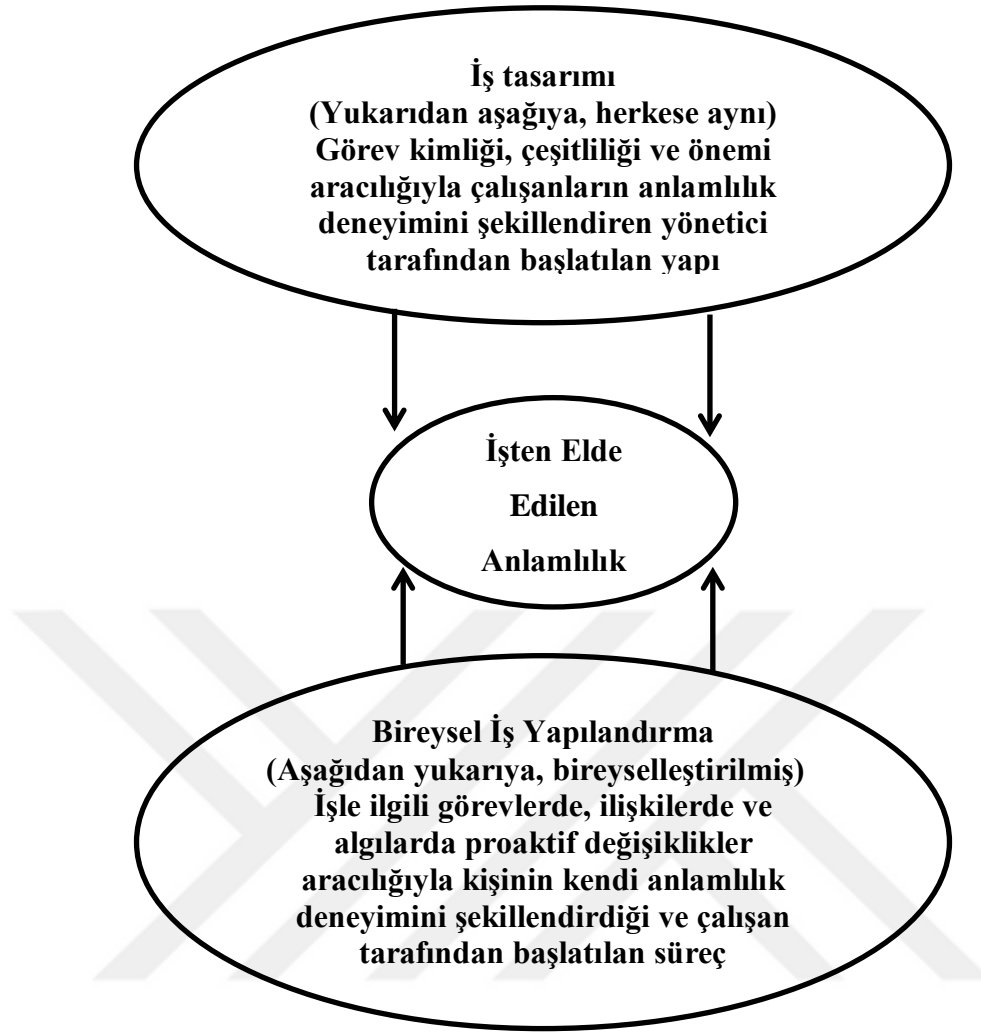 İş tasarımı
(Yukarıdan aşağıya, herkese aynı)
Görev kimliği, çeşitliliği ve önemi
aracılığıyla çalışanların anlamlılık
deneyimini şekillendiren yönetici
tarafından başlatılan yapı
İşten Elde
Edilen
Anlamlılık
Bireysel İş Yapılandırma
(Aşağıdan yukarıya, bireyselleştirilmiş)
İşle ilgili görevlerde, ilişkilerde ve
algılarda proaktif değişiklikler
aracılığıyla kişinin kendi anlamlılık
deneyimini şekillendirdiği ve çalışan
tarafından başlatılan süreç